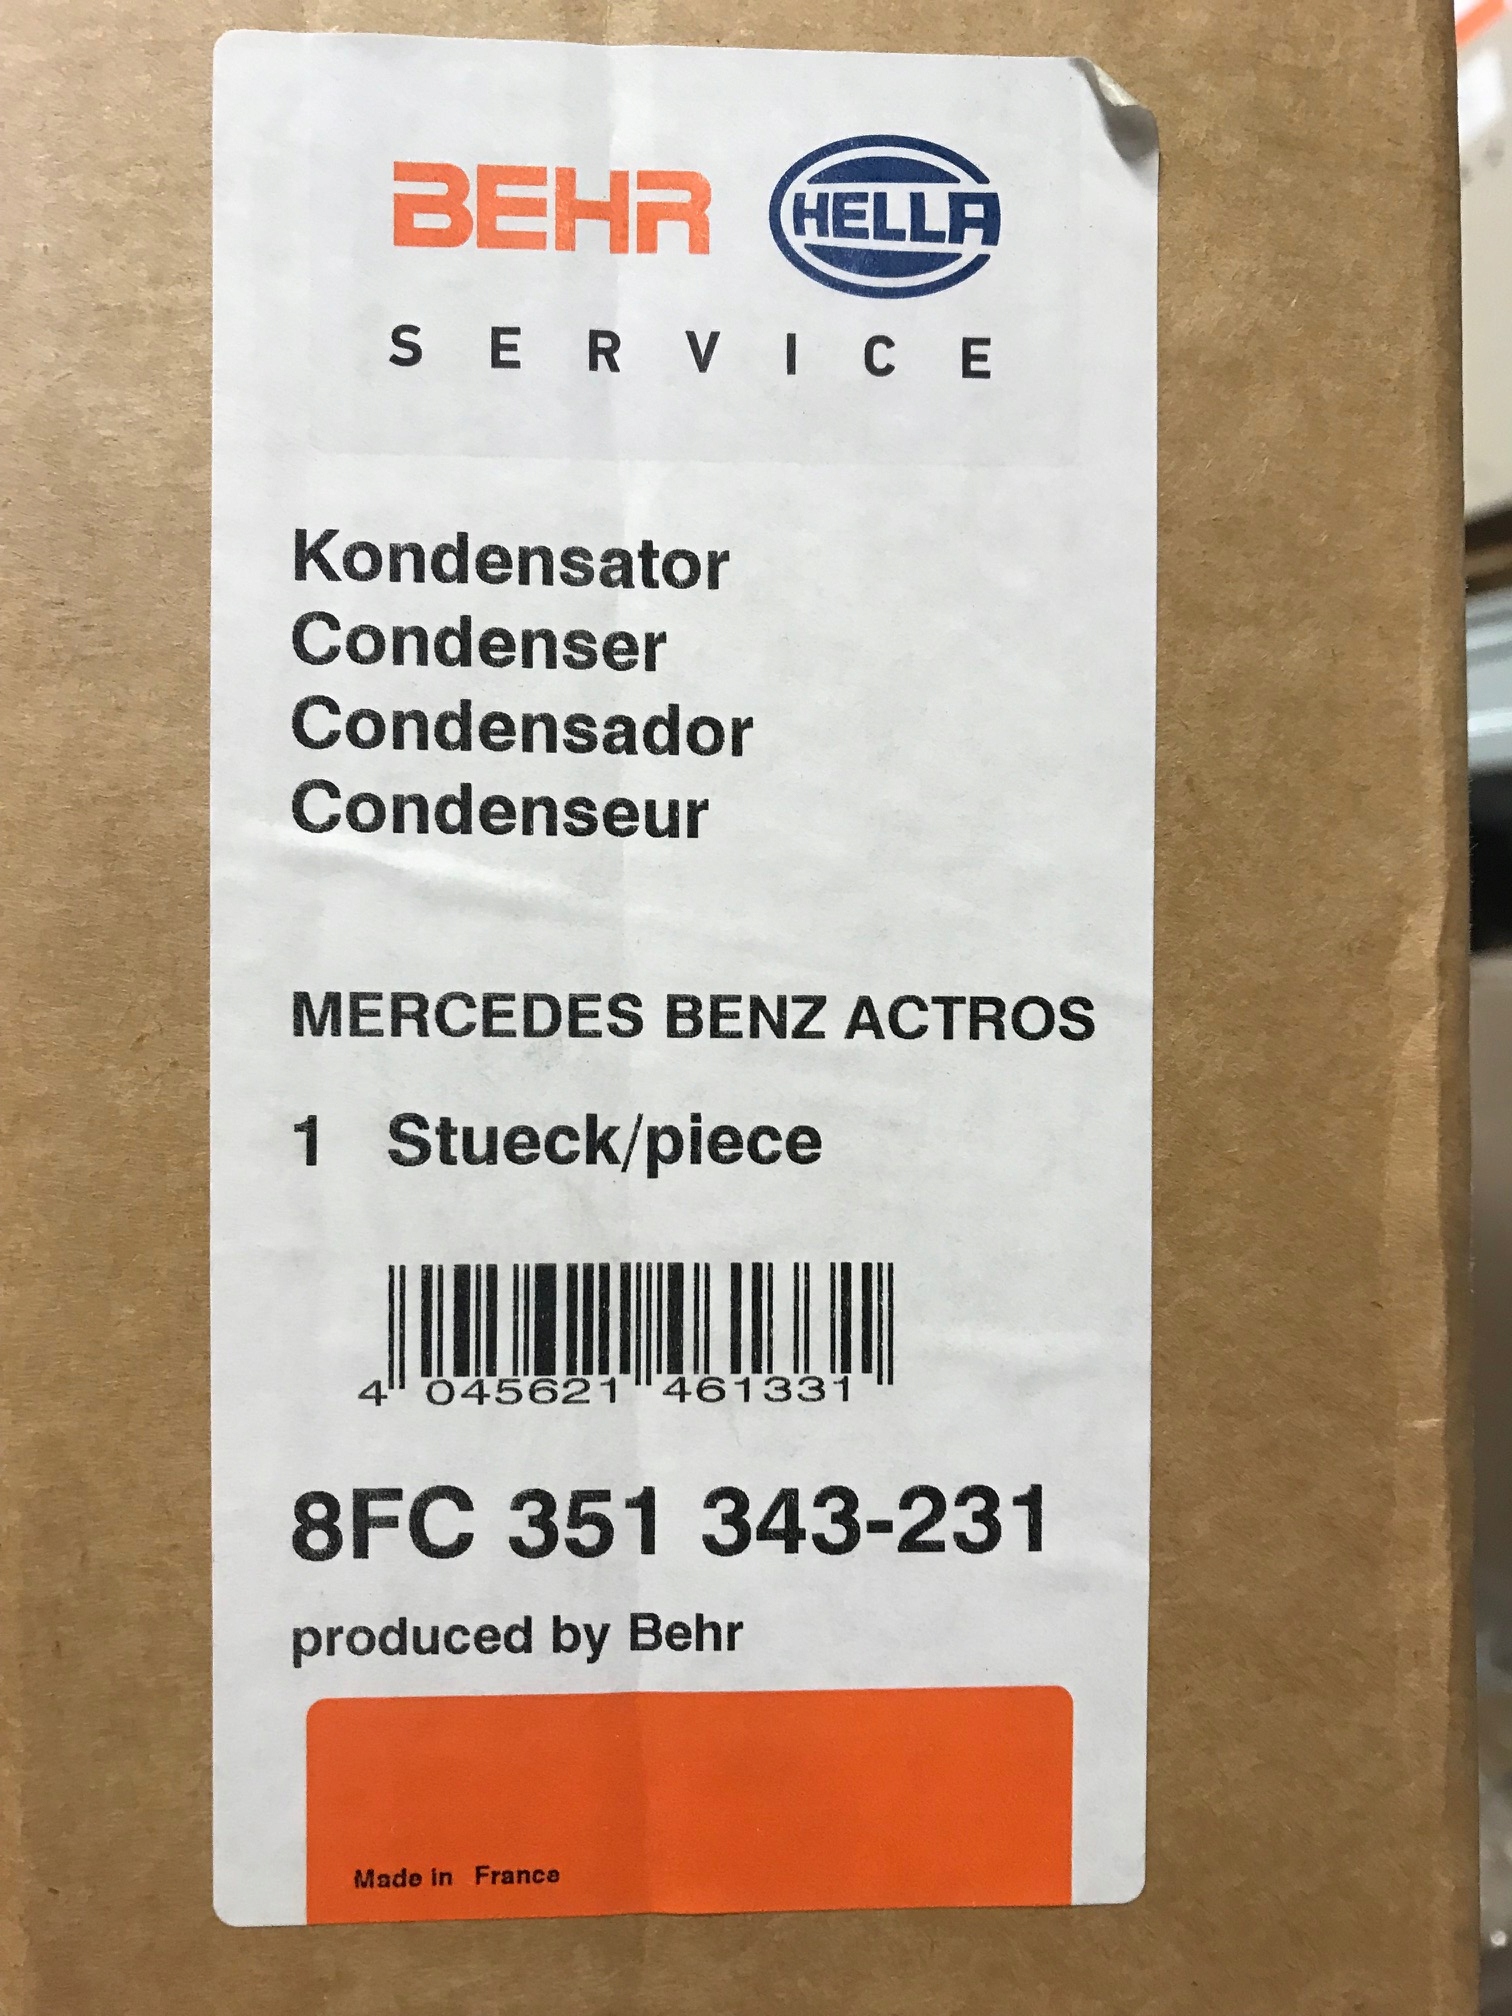 BEHR HELLA
SERVICE
Kondensator
Condenser
Condensador
Condenseur
MERCEDES BENZ ACTROS
1 Stueck/piece
4 045621 461331
8FC 351 343-231
produced by Behr
Made in France